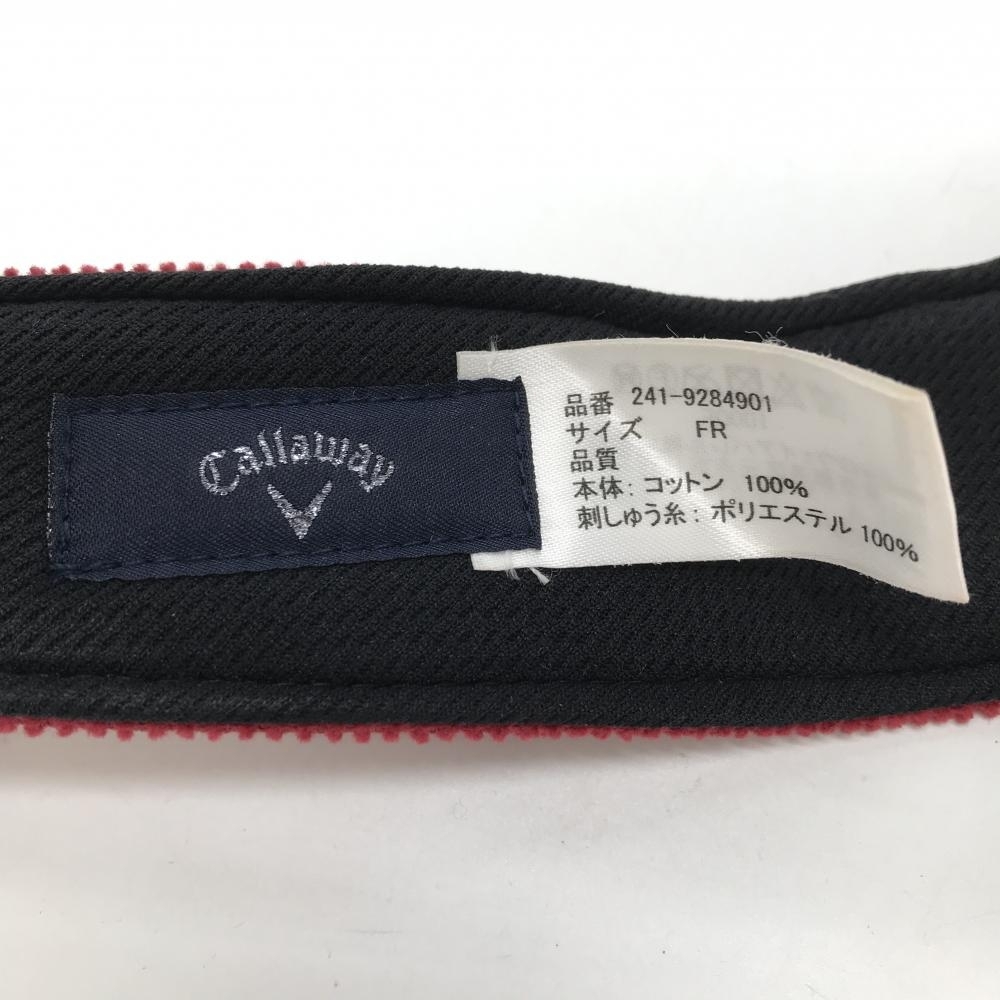 Callaway
品番 241-9284901
サイズ FR
品質
本体: コットン 100%
刺しゅう糸: ポリエステル 100%